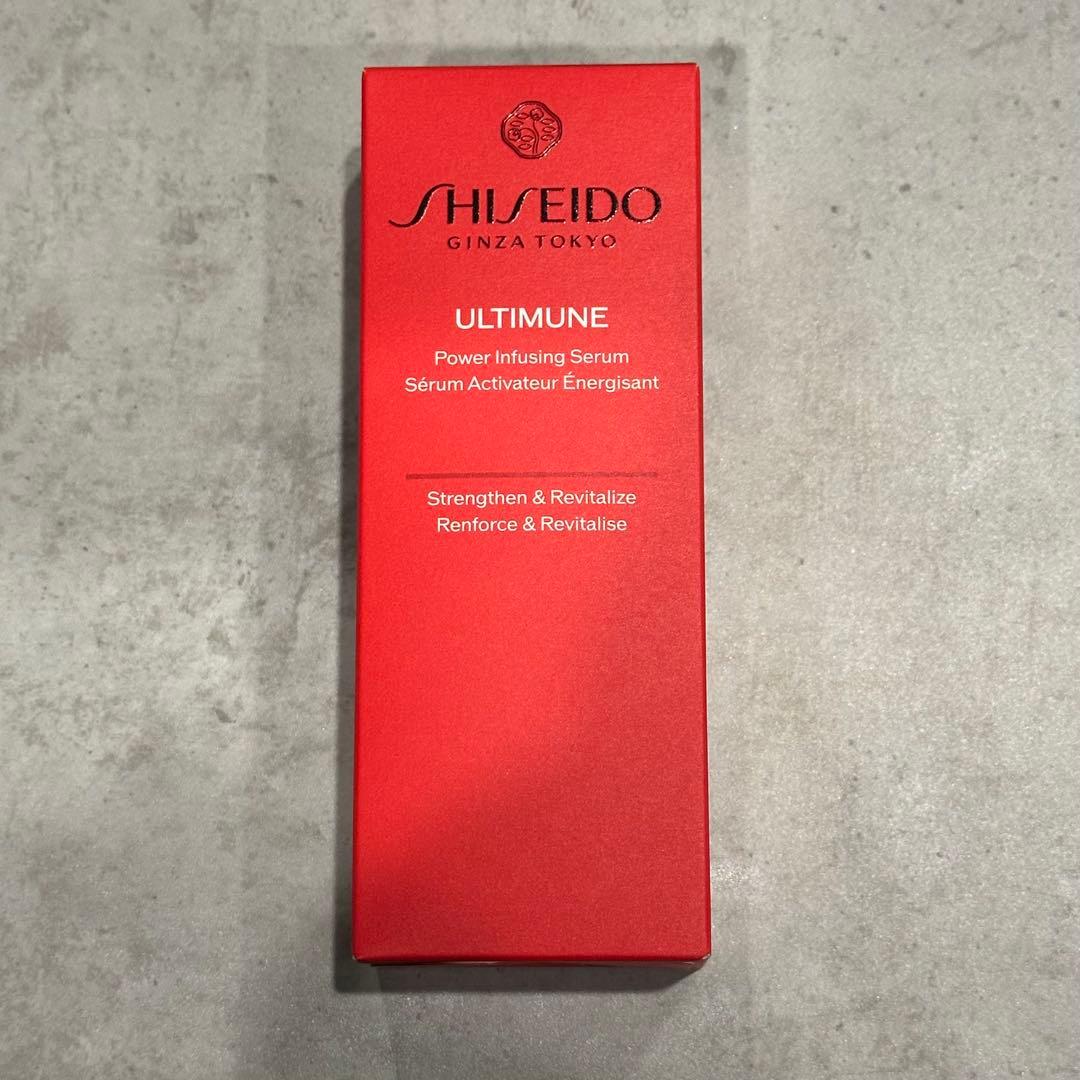 SHISEIDO
GINZA TOKYO
ULTIMUNE
Power Infusing Serum
Sérum Activateur Énergisant
Strengthen & Revitalize
Renforce & Revitalise